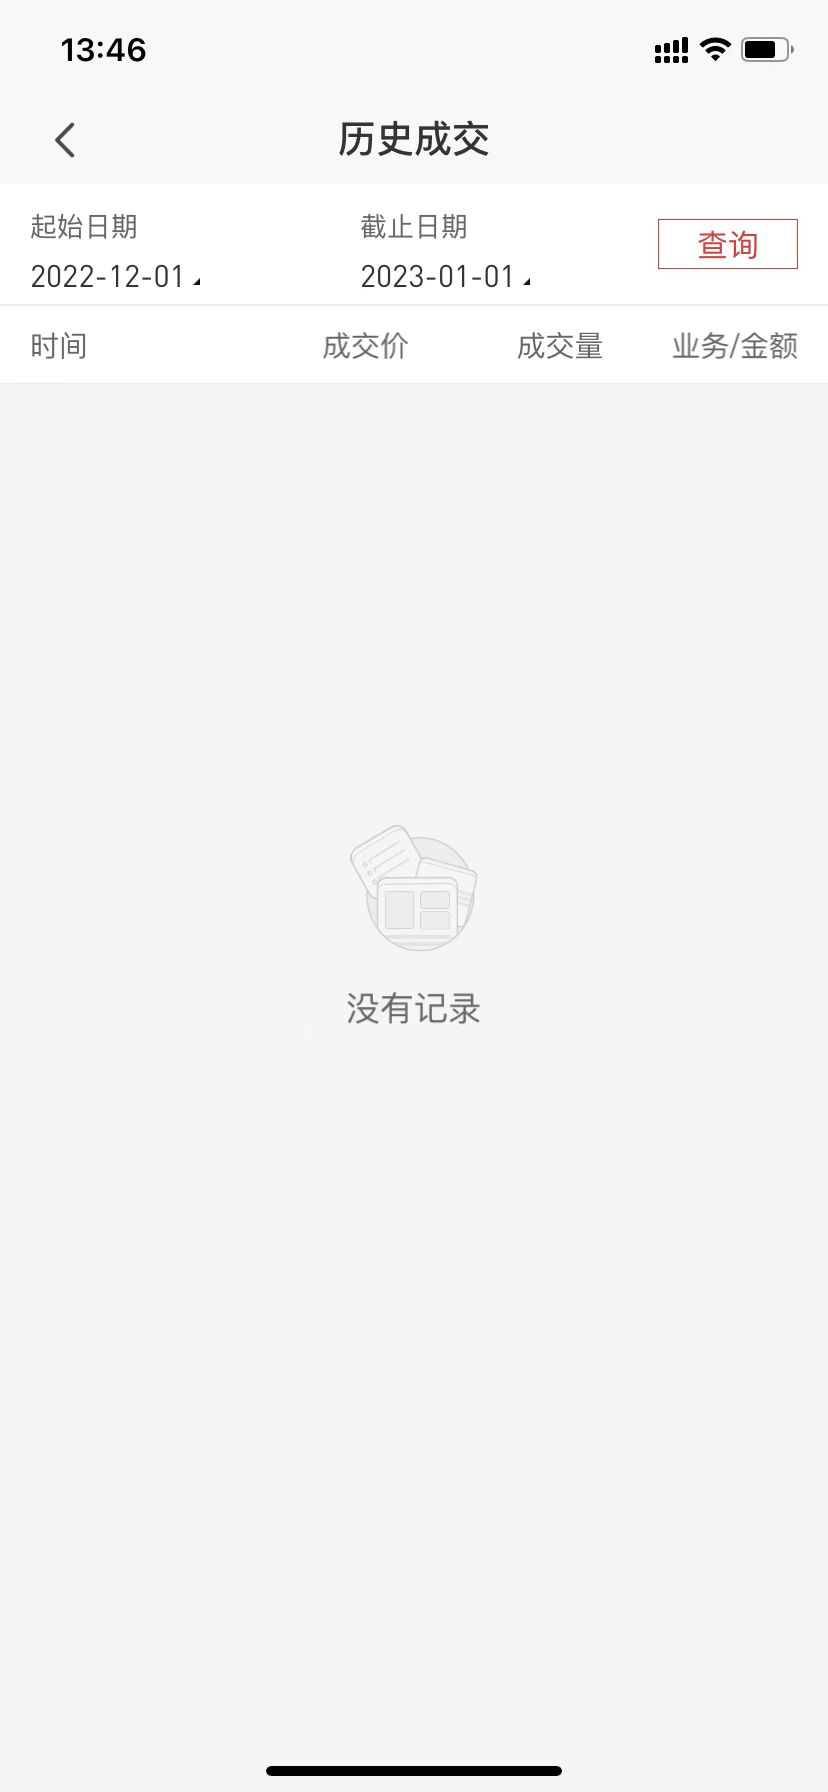 13:46
历史成交
起始日期 截止日期
查询
2022-12-01 2023-01-01
时间 成交价 成交量 业务/金额
没有记录